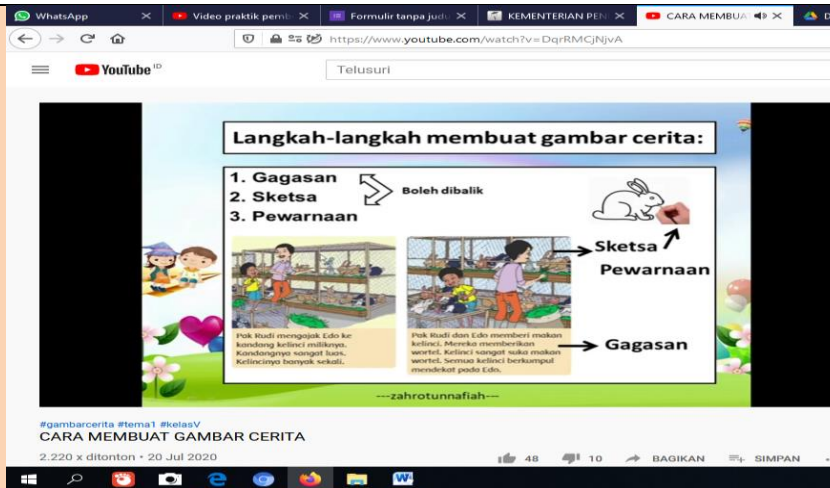 WhatsApp
Video praktik pemb
Formulir tanpa judu
KEMENTERIAN PEN
CARA MEMBUA
D
https://www.youtube.com/watch?v=DqrRMCjNjvA
YouTube ID
Telusuri
Langkah-langkah membuat gambar cerita:
1. Gagasan
2. Sketsa
3. Pewarnaan
Boleh dibalik
Sketsa
Pewarnaan
Pak Rudi mengajak Edo ke
kandang kelinci miliknya.
Kandangnya sangat luas.
Kelincinya banyak sekali.
Pak Rudi dan Edo memberi makan
kelinci. Mereka memberikan
wortel. Kelinci sangat suka makan
wortel. Semua kelinci berkumpul
mendekat pada Edo.
Gagasan
---zahrotunnafiah---
#gambarcerita #tema1 #kelasV
CARA MEMBUAT GAMBAR CERITA
2.220 x ditonton • 20 Jul 2020
48
10
BAGIKAN
SIMPAN